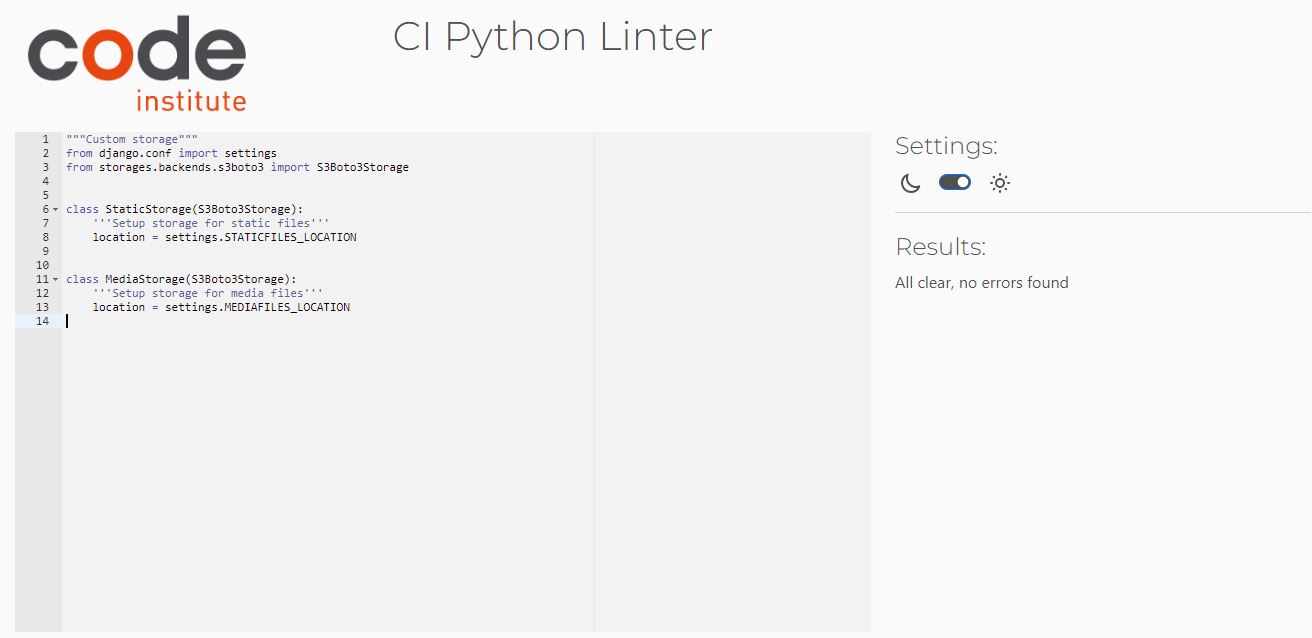 code
institute
CI Python Linter
1 """Custom storage"""
2 from django.conf import settings
3 from storages.backends.s3boto3 import S3Boto3Storage
4
5
6 class StaticStorage(S3Boto3Storage):
7     '''Setup storage for static files'''
8     location = settings.STATICFILES_LOCATION
9
10
11 class MediaStorage(S3Boto3Storage):
12     '''Setup storage for media files'''
13     location = settings.MEDIAFILES_LOCATION
14
Settings:
Results:
All clear, no errors found